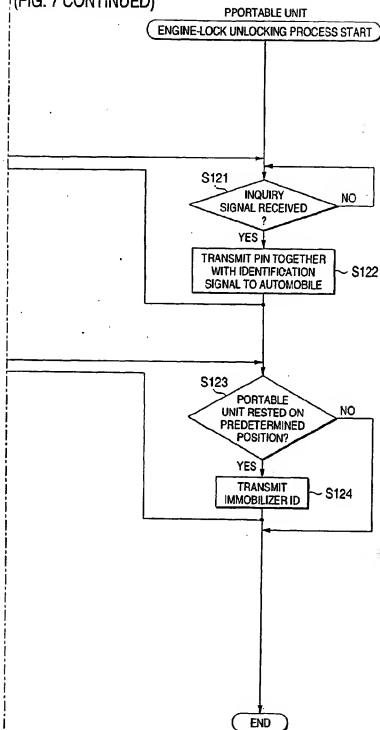 (FIG. 7 CONTINUED)
PPORTABLE UNIT
ENGINE-LOCK UNLOCKING PROCESS START
S121
INQUIRY
SIGNAL RECEIVED
?
NO
YES
TRANSMIT PIN TOGETHER
WITH IDENTIFICATION
SIGNAL TO AUTOMOBILE
S122
S123
PORTABLE
UNIT RESTED ON
PREDETERMINED
POSITION?
NO
YES
TRANSMIT
IMMOBILIZER ID
S124
END